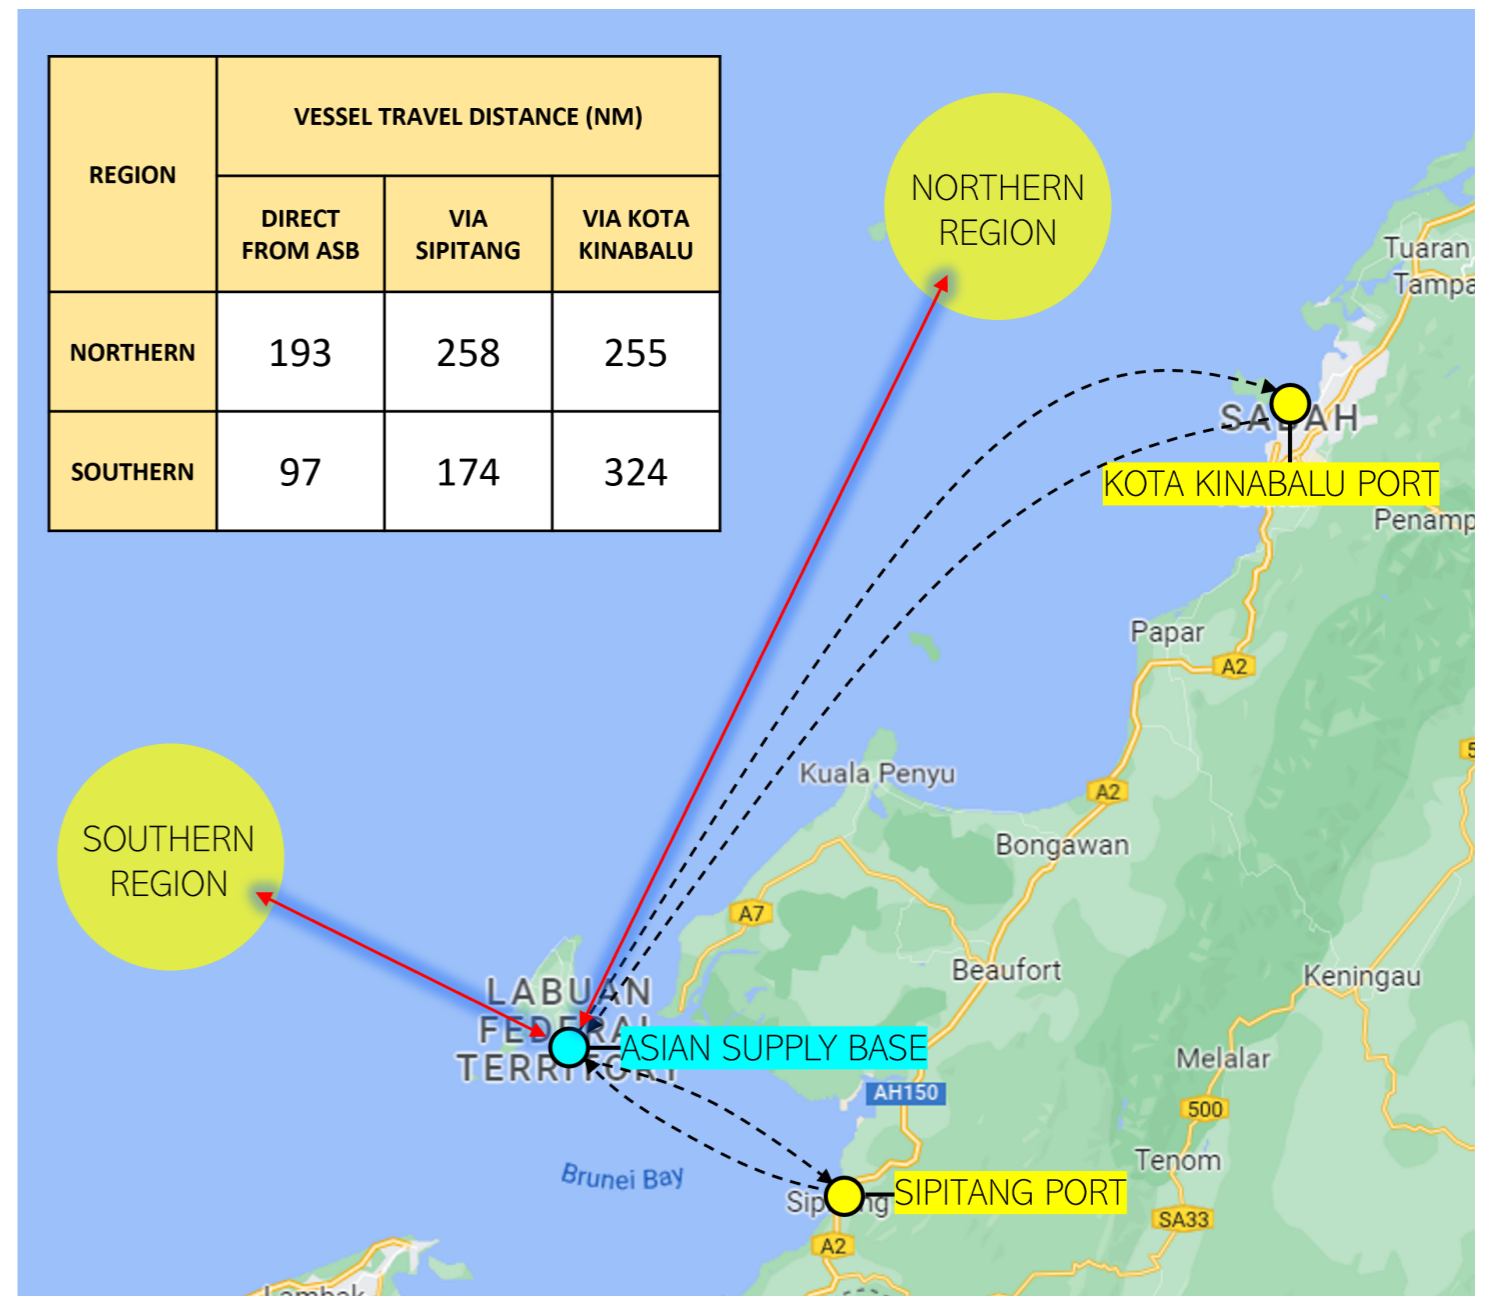 REGION
VESSEL TRAVEL DISTANCE (NM)
DIRECT
FROM ASB
VIA
SIPITANG
VIA KOTA
KINABALU
NORTHERN
193
258
255
SOUTHERN
97
174
324
NORTHERN
REGION
Tuaran
SABAH
KOTA KINABALU PORT
Papar
A2
Kuala Penyu
A2
SOUTHERN
REGION
Bongawan
A7
Beaufort
Keningau
LABUAN
FEDERAL
TERRITORY
ASIAN SUPPLY BASE
Melalar
AH150
500
Tenom
Brunei Bay
SIPITANG PORT
SA33
A2